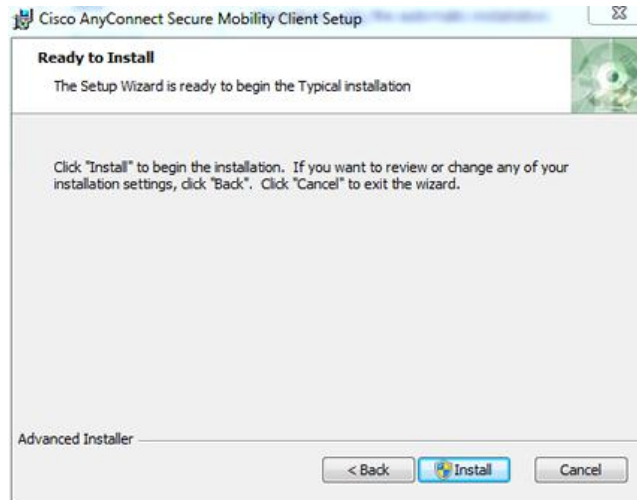 Cisco AnyConnect Secure Mobility Client Setup
Ready to Install
The Setup Wizard is ready to begin the Typical installation
Click "Install" to begin the installation. If you want to review or change any of your
installation settings, click "Back". Click "Cancel" to exit the wizard.
Advanced Installer
< Back
Install
Cancel